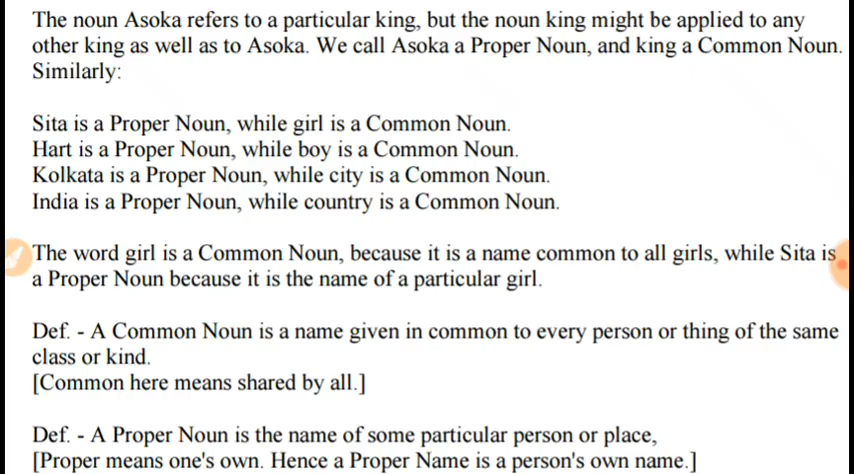 The noun Asoka refers to a particular king, but the noun king might be applied to any
other king as well as to Asoka. We call Asoka a Proper Noun, and king a Common Noun.
Similarly:
Sita is a Proper Noun, while girl is a Common Noun.
Hart is a Proper Noun, while boy is a Common Noun.
Kolkata is a Proper Noun, while city is a Common Noun.
India is a Proper Noun, while country is a Common Noun.
The word girl is a Common Noun, because it is a name common to all girls, while Sita is
a Proper Noun because it is the name of a particular girl.
Def. - A Common Noun is a name given in common to every person or thing of the same
class or kind.
[Common here means shared by all.]
Def. - A Proper Noun is the name of some particular person or place,
[Proper means one's own. Hence a Proper Name is a person's own name.]